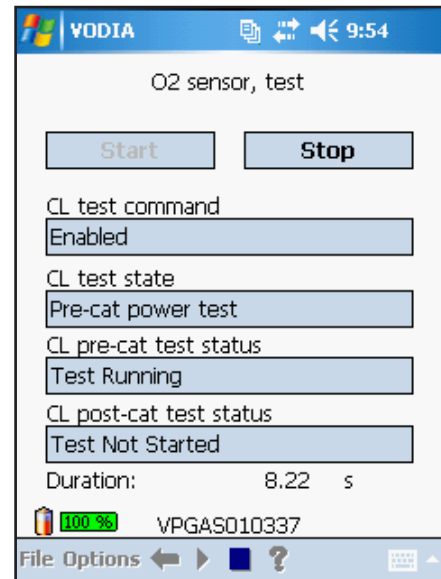 VODIA 9:54
O2 sensor, test
Start Stop
CL test command
Enabled
CL test state
Pre-cat power test
CL pre-cat test status
Test Running
CL post-cat test status
Test Not Started
Duration: 8.22 s
100 % VPGAS010337
File Options ?